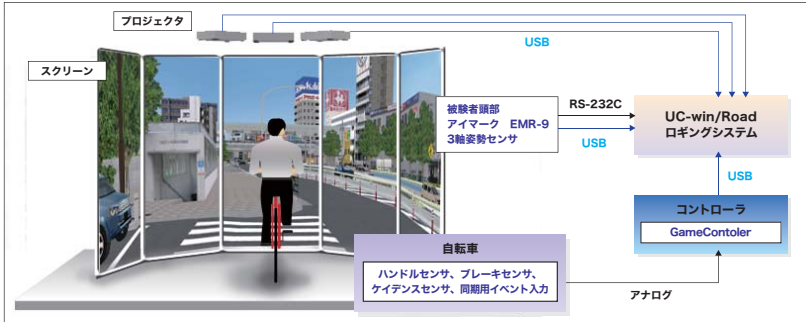 プロジェクタ
USB
スクリーン
被験者頭部
アイマーク EMR-9
3軸姿勢センサ
RS-232C
USB
UC-win/Road
ロギングシステム
USB
コントローラ
GameContoler
自転車
ハンドルセンサ、ブレーキセンサ、
ケイデンスセンサ、同期用イベント入力
アナログ